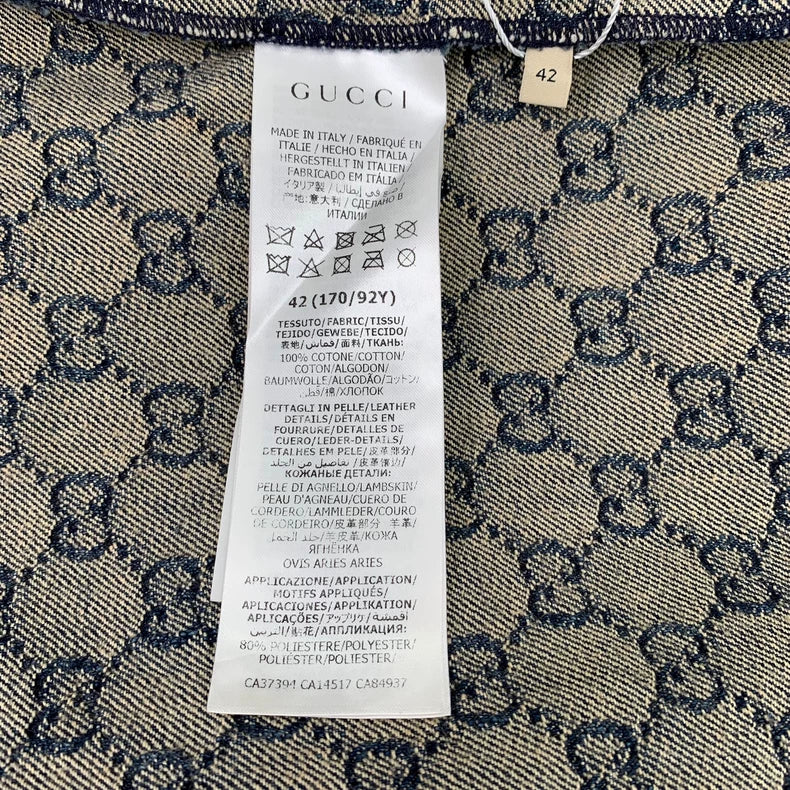 42
GUCCI
MADE IN ITALY / FABRIQUÉ EN
ITALIE / HECHO EN ITALIA /
HERGESTELLT IN ITALIEN
FABRICADO EM ITÁLIA /
イタリア製 / صنع في إيطاليا /
产地: 意大利 / СДЕЛАНО В
ИТАЛИИ
42 (170/92Y)
TESSUTO/FABRIC/TISSU/
TEJIDO/GEWEBE/TECIDO/
表地/قماش/面料/ТКАНЬ:
100% COTONE/COTTON/
COTON/ALGODON/
BAUMWOLLE/ALGODÃO/コットン/
قطن/棉/ХЛОПОК
DETTAGLI IN PELLE/LEATHER
DETAILS/DÉTAILS EN
FOURRURE/DETALLES DE
CUERO/LEDER-DETAILS/
DETALHES EM PELE/皮革部分/
تفاصيل من الجلد/皮革镶边/
КОЖАНЫЕ ДЕТАЛИ:
PELLE DI AGNELLO/LAMBSKIN/
PEAU D'AGNEAU/CUERO DE
CORDERO/LAMMLEDER/COURO
DE CORDEIRO/皮革部分 羊革/
جلد الحمل/羊皮革/КОЖА
ЯГНЁНКА
OVIS ARIES ARIES
APPLICAZIONE/APPLICATION/
MOTIFS APPLIQUÉS/
APLICACIONES/APPLIKATION/
APLICAÇÕES/アップリケ/أقمشة
التزيين/贴花/АППЛИКАЦИЯ:
80% POLIESTERE/POLYESTER/
POLIÉSTER/POLYESTER/
CA37394 CA14517 CA84937